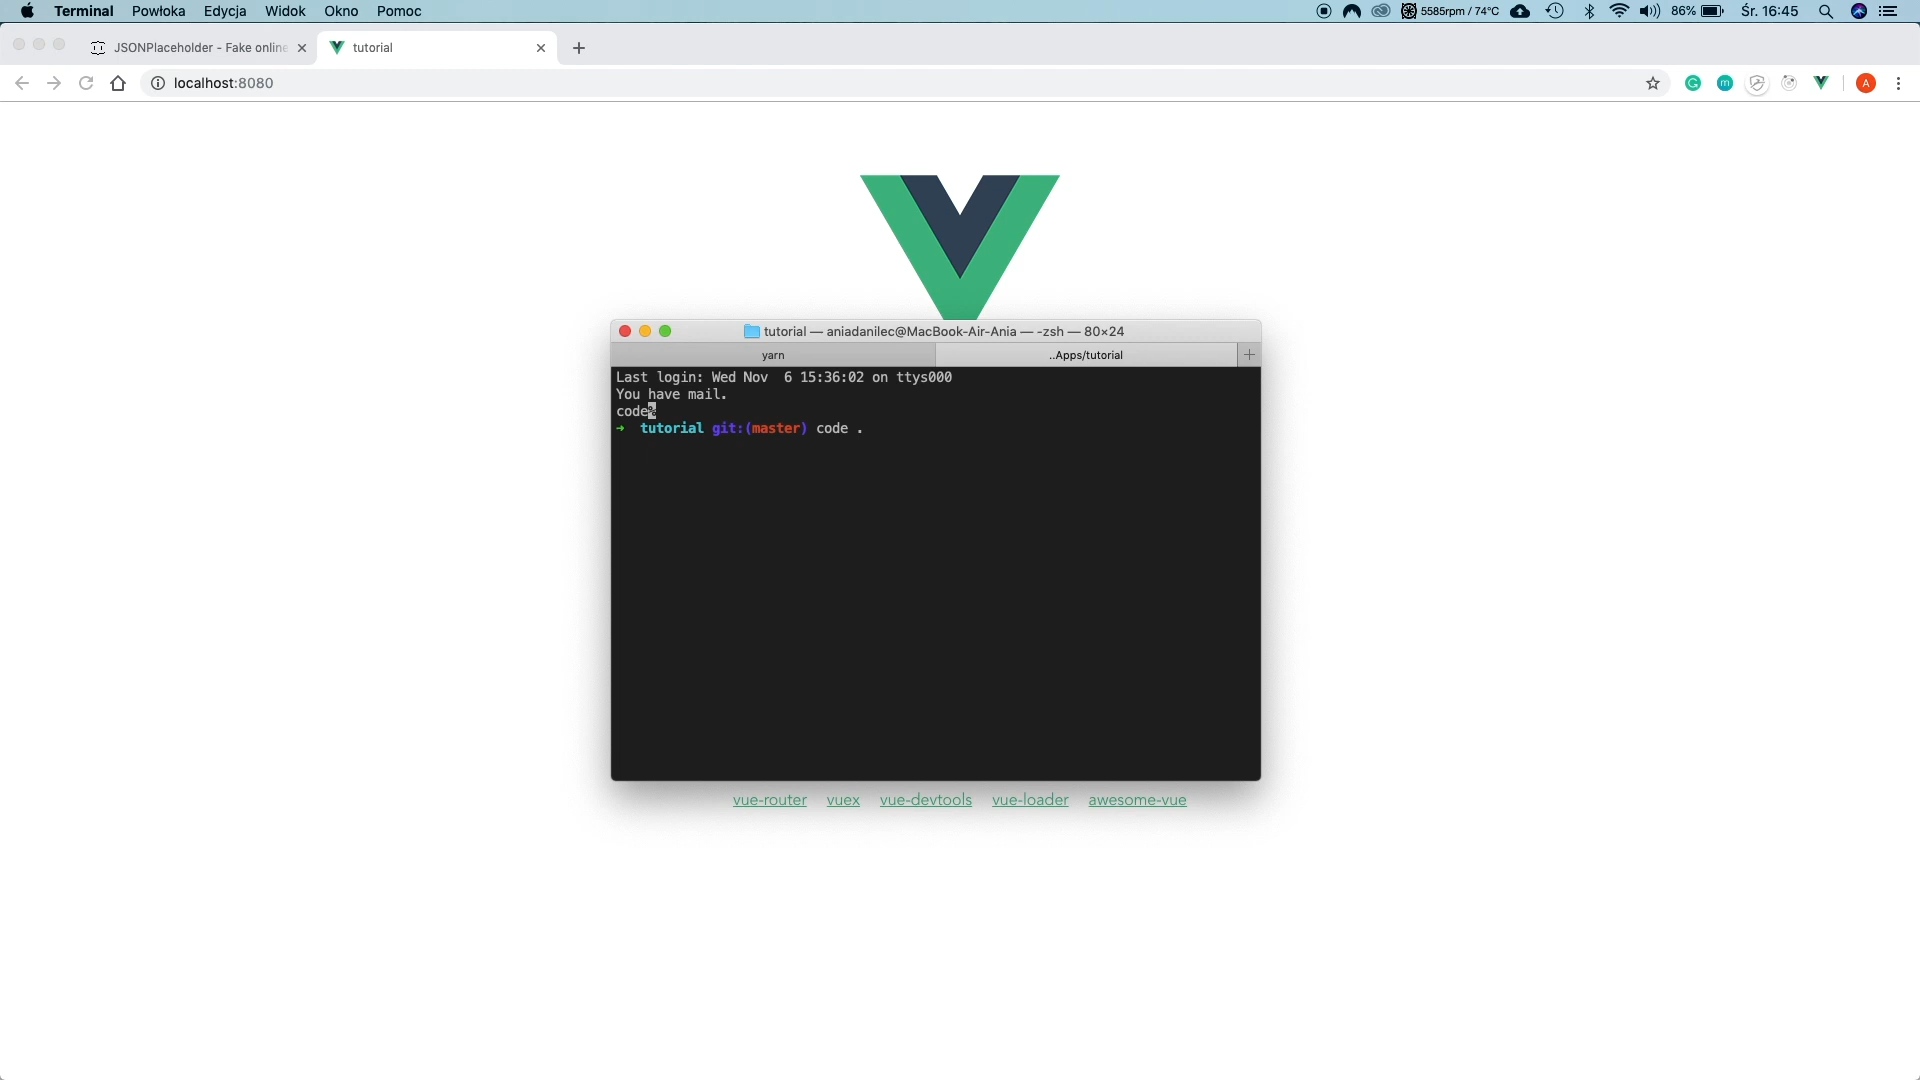 Terminal Powłoka Edycja Widok Okno Pomoc 5585rpm / 74°C 86% Śr. 16:45
JSONPlaceholder - Fake online tutorial
localhost:8080 A
tutorial — aniadanilec@MacBook-Air-Ania — -zsh — 80×24
yarn ..Apps/tutorial
Last login: Wed Nov  6 15:36:02 on ttys000
You have mail.
code%
➜  tutorial git:(master) code .
vue-router vuex vue-devtools vue-loader awesome-vue